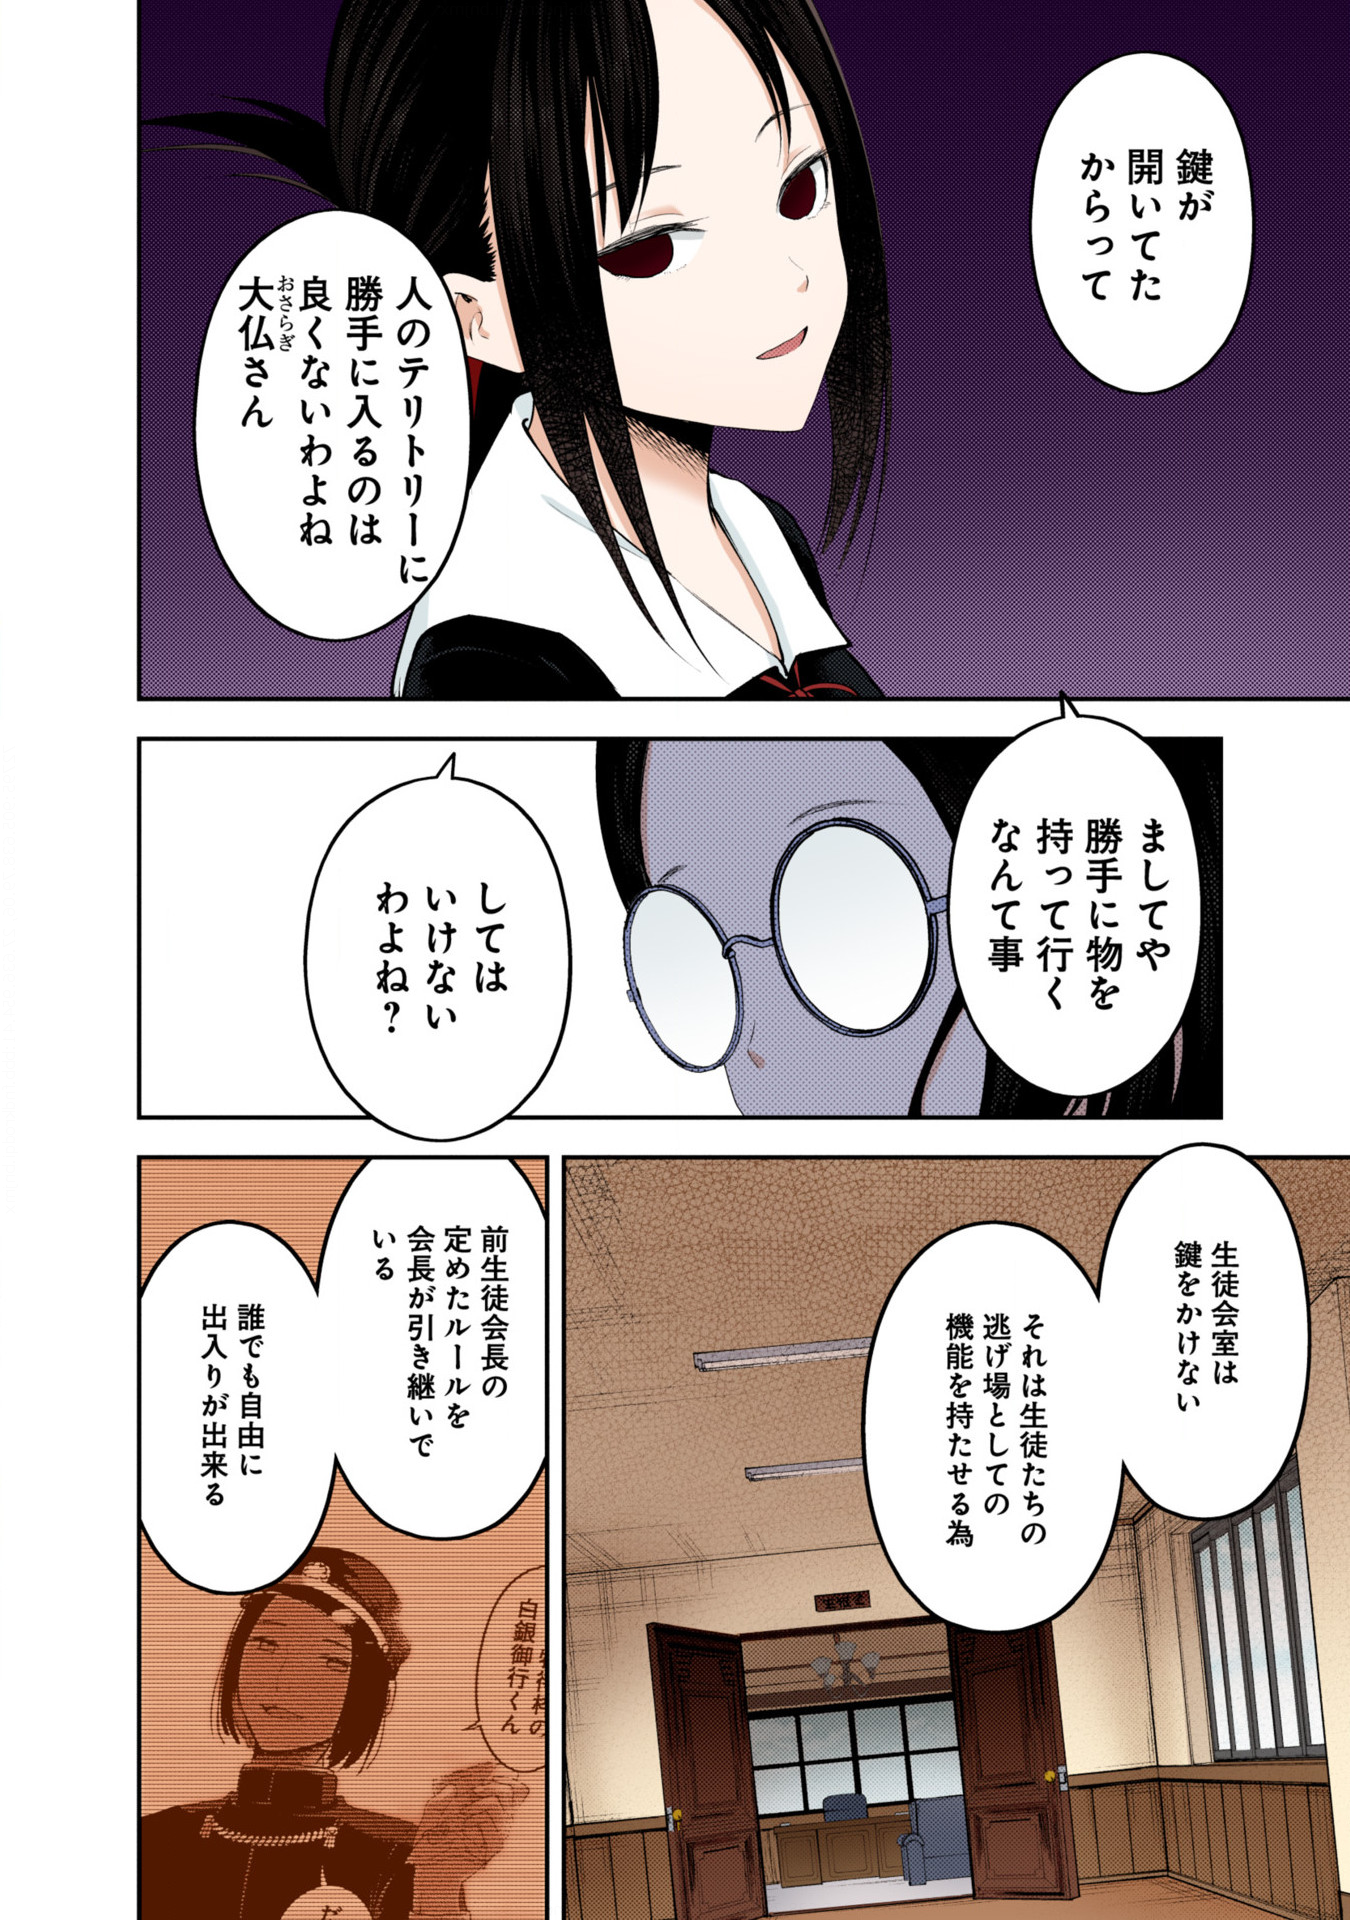 鍵が
開いてた
からって
人のテリトリーに
勝手に入るのは
良くないわよね
大仏さん
おさらぎ
ましてや
勝手に物を
持って行く
なんて事
しては
いけない
わよね?
生徒会室は
鍵をかけない
それは生徒たちの
逃げ場としての
機能を持たせる為
前生徒会長の
定めたルールを
会長が引き継いで
いる
誰でも自由に
出入りが出来る
白銀御行くん
だ